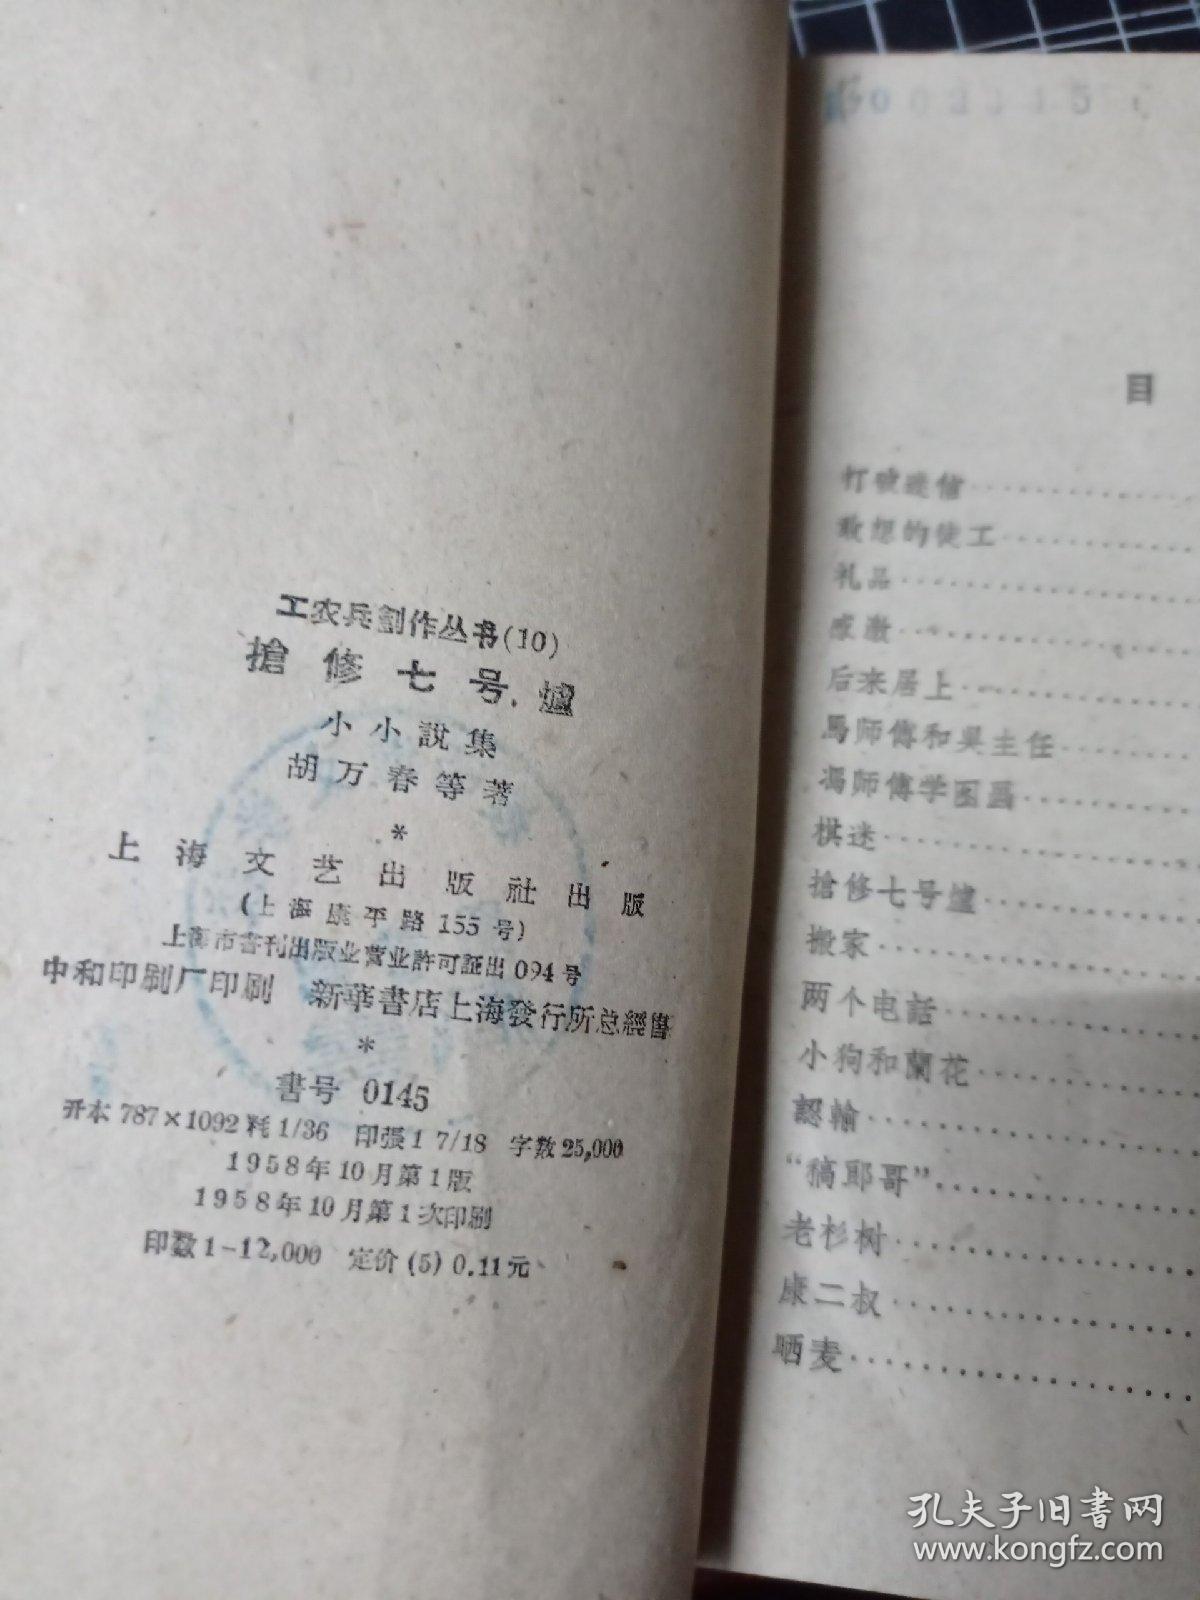 工农兵創作丛书(10)
搶修七号爐
小小說集
胡万春等著
*
上海文艺出版社出版
(上海康平路155号)
上海市書刊出版业营业許可証出094号
中和印刷厂印刷 新華書店上海發行所总經售
*
書号 0145
开本 787×1092 耗 1/36 印張 1 7/18 字数 25,000
1958年10月第1版
1958年10月第1次印刷
印数 1-12,000 定价 (5) 0.11元
目
打破迷信
敢想的徒工
礼品
感激
后来居上
馬师傅和吳主任
馮师傅学图画
棋迷
搶修七号爐
搬家
两个电話
小狗和蘭花
認輸
“稿耶哥”
老杉树
康二叔
晒麦
孔夫子旧書网
www.kongfz.com